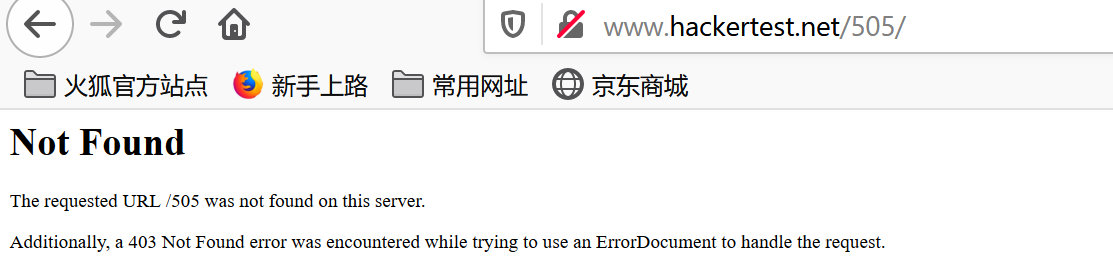 www.hackertest.net/505/
火狐官方站点 新手上路 常用网址 京东商城
Not Found
The requested URL /505 was not found on this server.
Additionally, a 403 Not Found error was encountered while trying to use an ErrorDocument to handle the request.